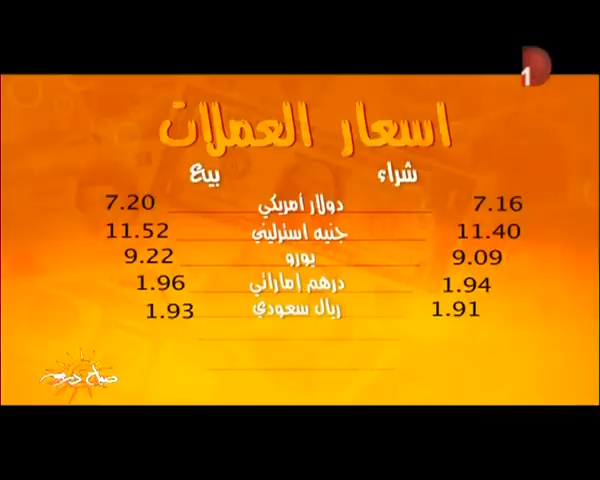 1
اسعار العملات
شراء بيع
7.16 دولار أمريكي 7.20
11.40 جنيه استرليني 11.52
9.09 يورو 9.22
1.94 درهم إماراتي 1.96
1.91 ريال سعودي 1.93
صباح دريم